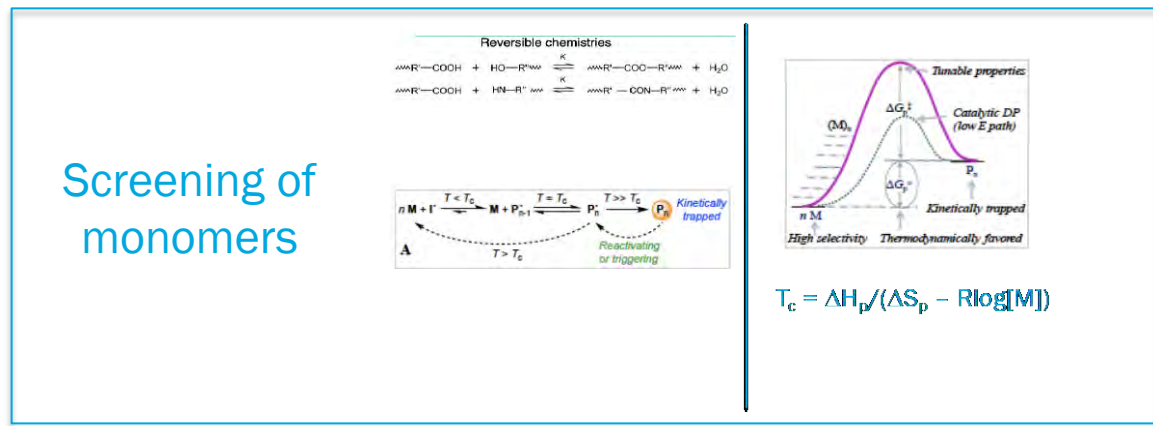 Screening of
monomers
Reversible chemistries
K
R'—COOH + HO—R'' ⇌ R'—COO—R'' + H₂O
K
R'—COOH + HN—R'' ⇌ R' — CON—R'' + H₂O
T < Tc T = Tc T >> Tc
n M + I* M + P*n-1 P*n Pn Kinetically
trapped
Reactivating
or triggering
A T > Tc
Tunable properties
ΔGp‡
Catalytic DP
(low E path)
(M)n
Pn
ΔGp°
Kinetically trapped
n M
High selectivity Thermodynamically favored
Tc = ΔHp/(ΔSp – Rlog[M])